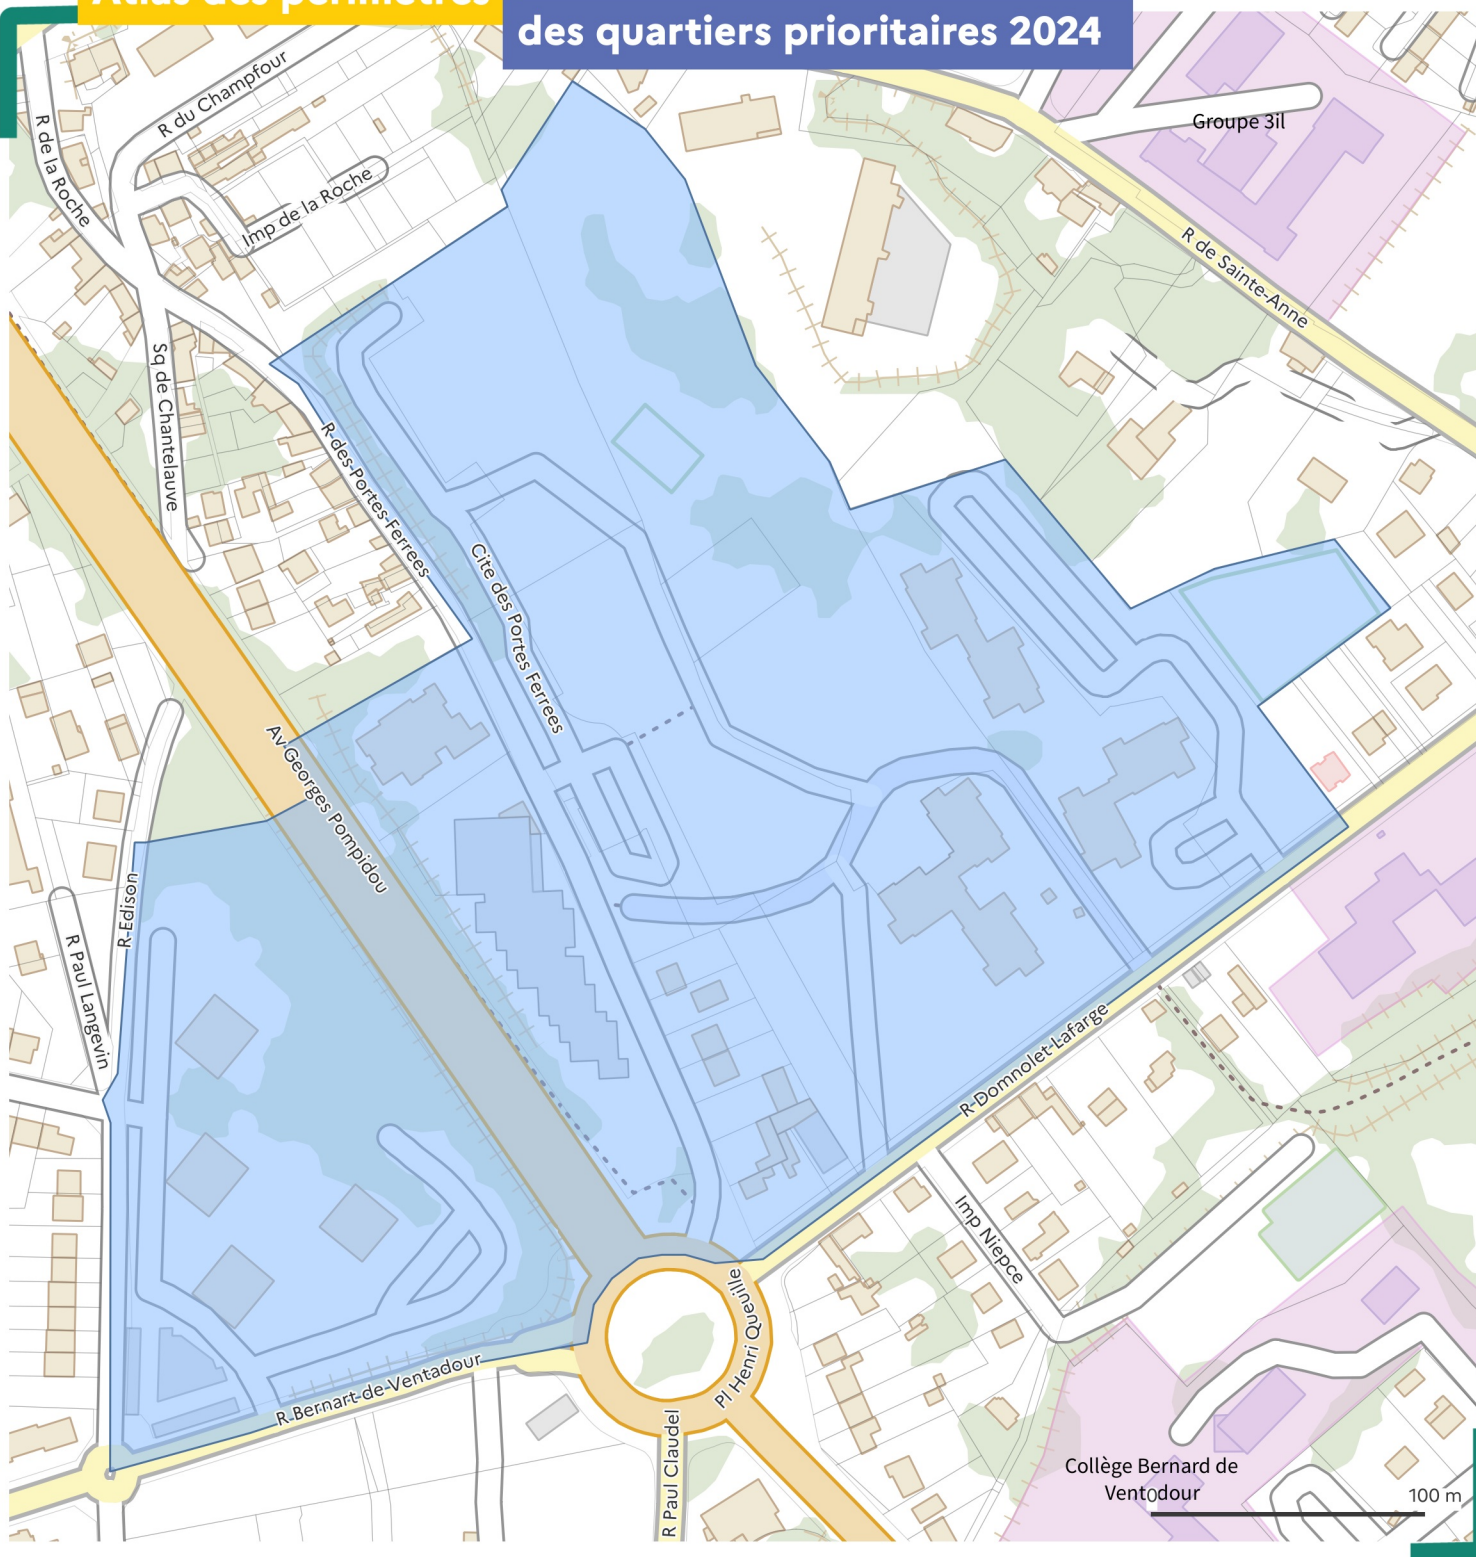 Atlas des périmètres
des quartiers prioritaires 2024
R du Champfour
R de la Roche
Imp de la Roche
Groupe 3il
R de Sainte-Anne
Sq de Chantelauve
R des Portes Ferrees
Cite des Portes Ferrees
Av Georges Pompidou
R Edison
R Paul Langevin
R Domnolet-Lafarge
Imp Niepce
Pl Henri Queuille
R Bernart de Ventadour
R Paul Claudel
Collège Bernard de
Ventadour
0
100 m